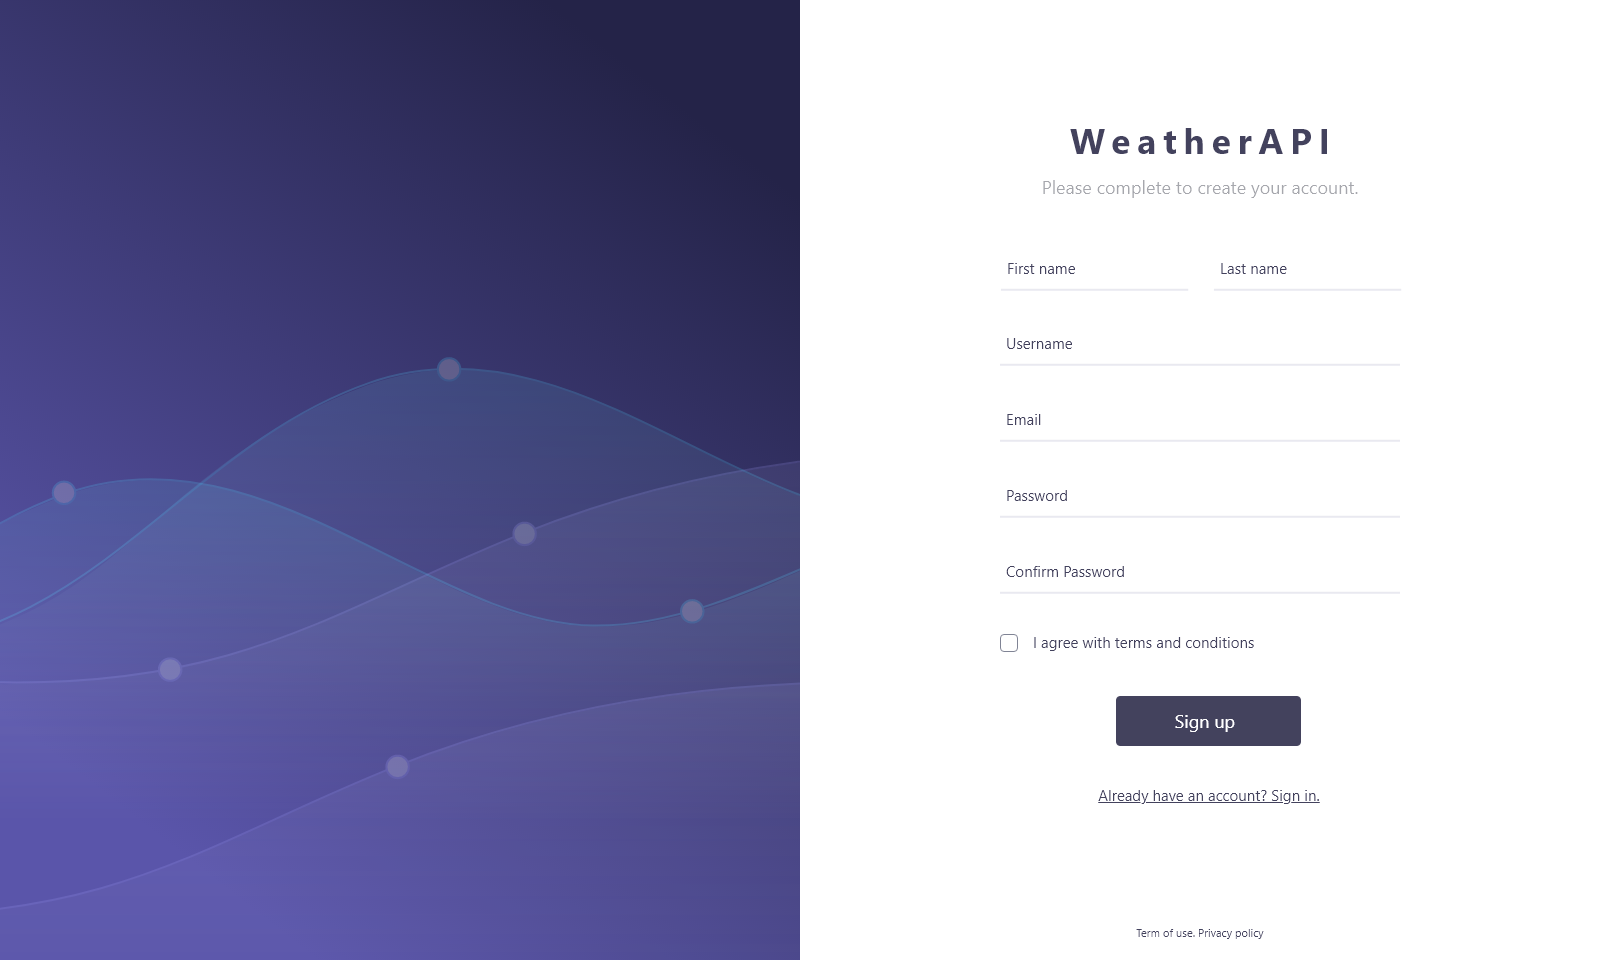 WeatherAPI
Please complete to create your account.
First name Last name
Username
Email
Password
Confirm Password
I agree with terms and conditions
Sign up
Already have an account? Sign in.
Term of use. Privacy policy